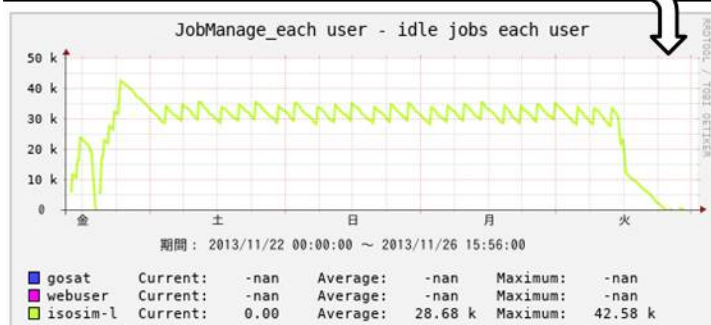 JobManage_each user - idle jobs each user
50 k
40 k
30 k
20 k
10 k
0
金 土 日 月 火
期間: 2013/11/22 00:00:00 ~ 2013/11/26 15:56:00
gosat Current: -nan Average: -nan Maximum: -nan
webuser Current: -nan Average: -nan Maximum: -nan
isosim-l Current: 0.00 Average: 28.68 k Maximum: 42.58 k
RRDTOOL / TOBI OETIKER